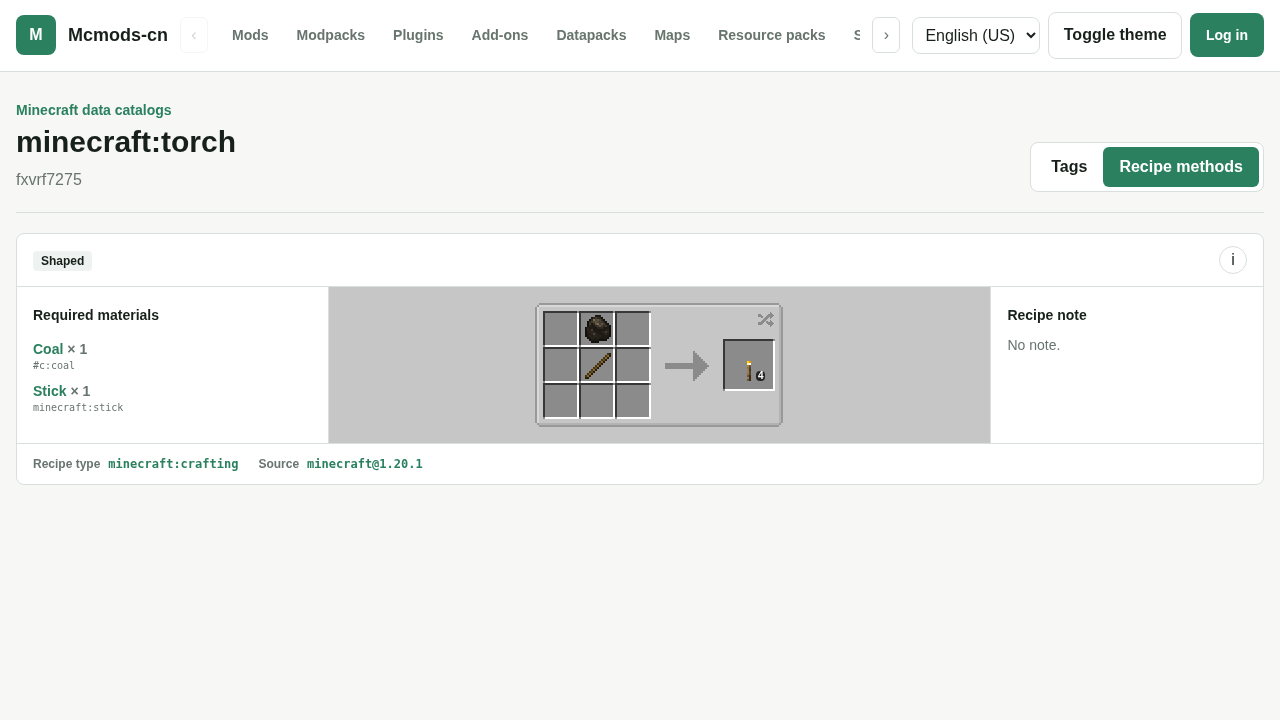 M
Mcmods-cn
‹
Mods
Modpacks
Plugins
Add-ons
Datapacks
Maps
Resource packs
›
English (US)
Toggle theme
Log in
Minecraft data catalogs
minecraft:torch
fxvrf7275
Tags
Recipe methods
Shaped
i
Required materials
Coal × 1
#c:coal
Stick × 1
minecraft:stick
4
Recipe note
No note.
Recipe type minecraft:crafting Source minecraft@1.20.1